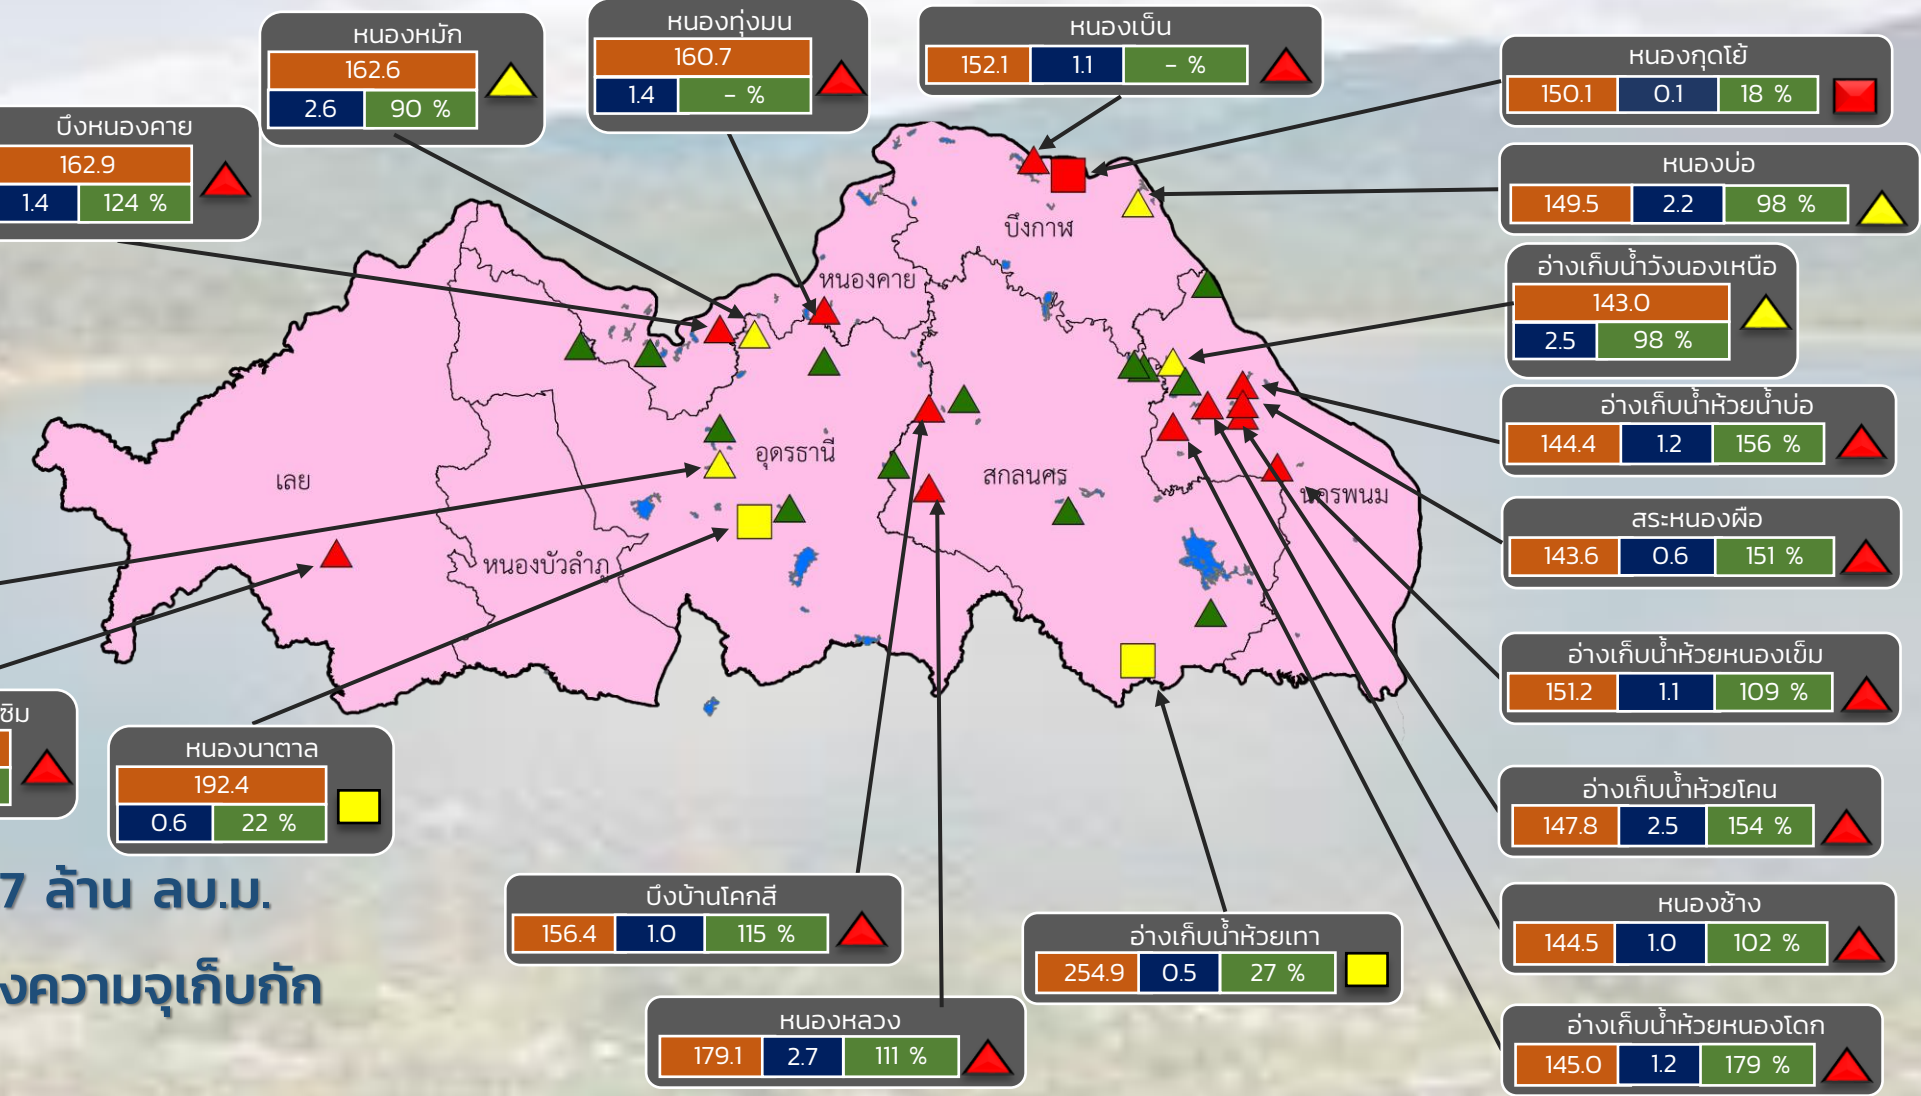 หนองหมัก
162.6
2.6 90 %
หนองทุ่งมน
160.7
1.4 - %
หนองเบ็น
152.1 1.1 - %
หนองกุดโย้
150.1 0.1 18 %
บึงหนองคาย
162.9
1.4 124 %
หนองบ่อ
149.5 2.2 98 %
อ่างเก็บน้ำวังนองเหนือ
143.0
2.5 98 %
อ่างเก็บน้ำห้วยน้ำบ่อ
144.4 1.2 156 %
สระหนองผือ
143.6 0.6 151 %
อ่างเก็บน้ำห้วยหนองเข็ม
151.2 1.1 109 %
อ่างเก็บน้ำห้วยโคน
147.8 2.5 154 %
หนองช้าง
144.5 1.0 102 %
อ่างเก็บน้ำห้วยหนองโดก
145.0 1.2 179 %
บึงกาฬ
หนองคาย
อุดรธานี
เลย
สกลนคร
นครพนม
หนองบัวลำภู
ซิม
หนองนาตาล
192.4
0.6 22 %
7 ล้าน ลบ.ม.
งความจุเก็บกัก
บึงบ้านโคกสี
156.4 1.0 115 %
อ่างเก็บน้ำห้วยเทา
254.9 0.5 27 %
หนองหลวง
179.1 2.7 111 %